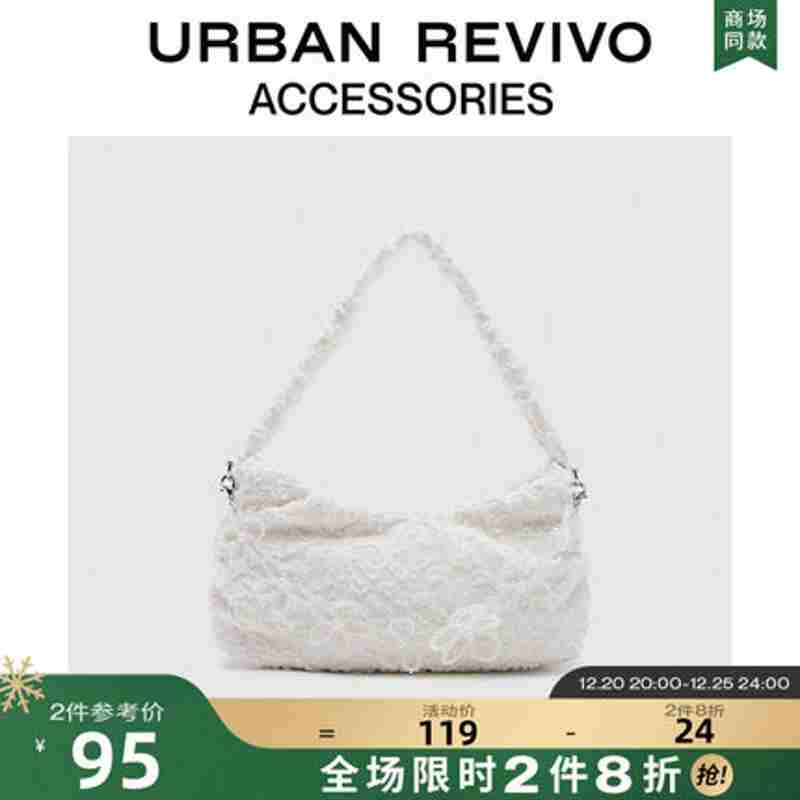 URBAN REVIVO
ACCESSORIES
商场
同款
12.20 20:00-12.25 24:00
2件参考价
¥ 95
=
活动价
119
-
2件8折
24
全场限时2件8折 抢!